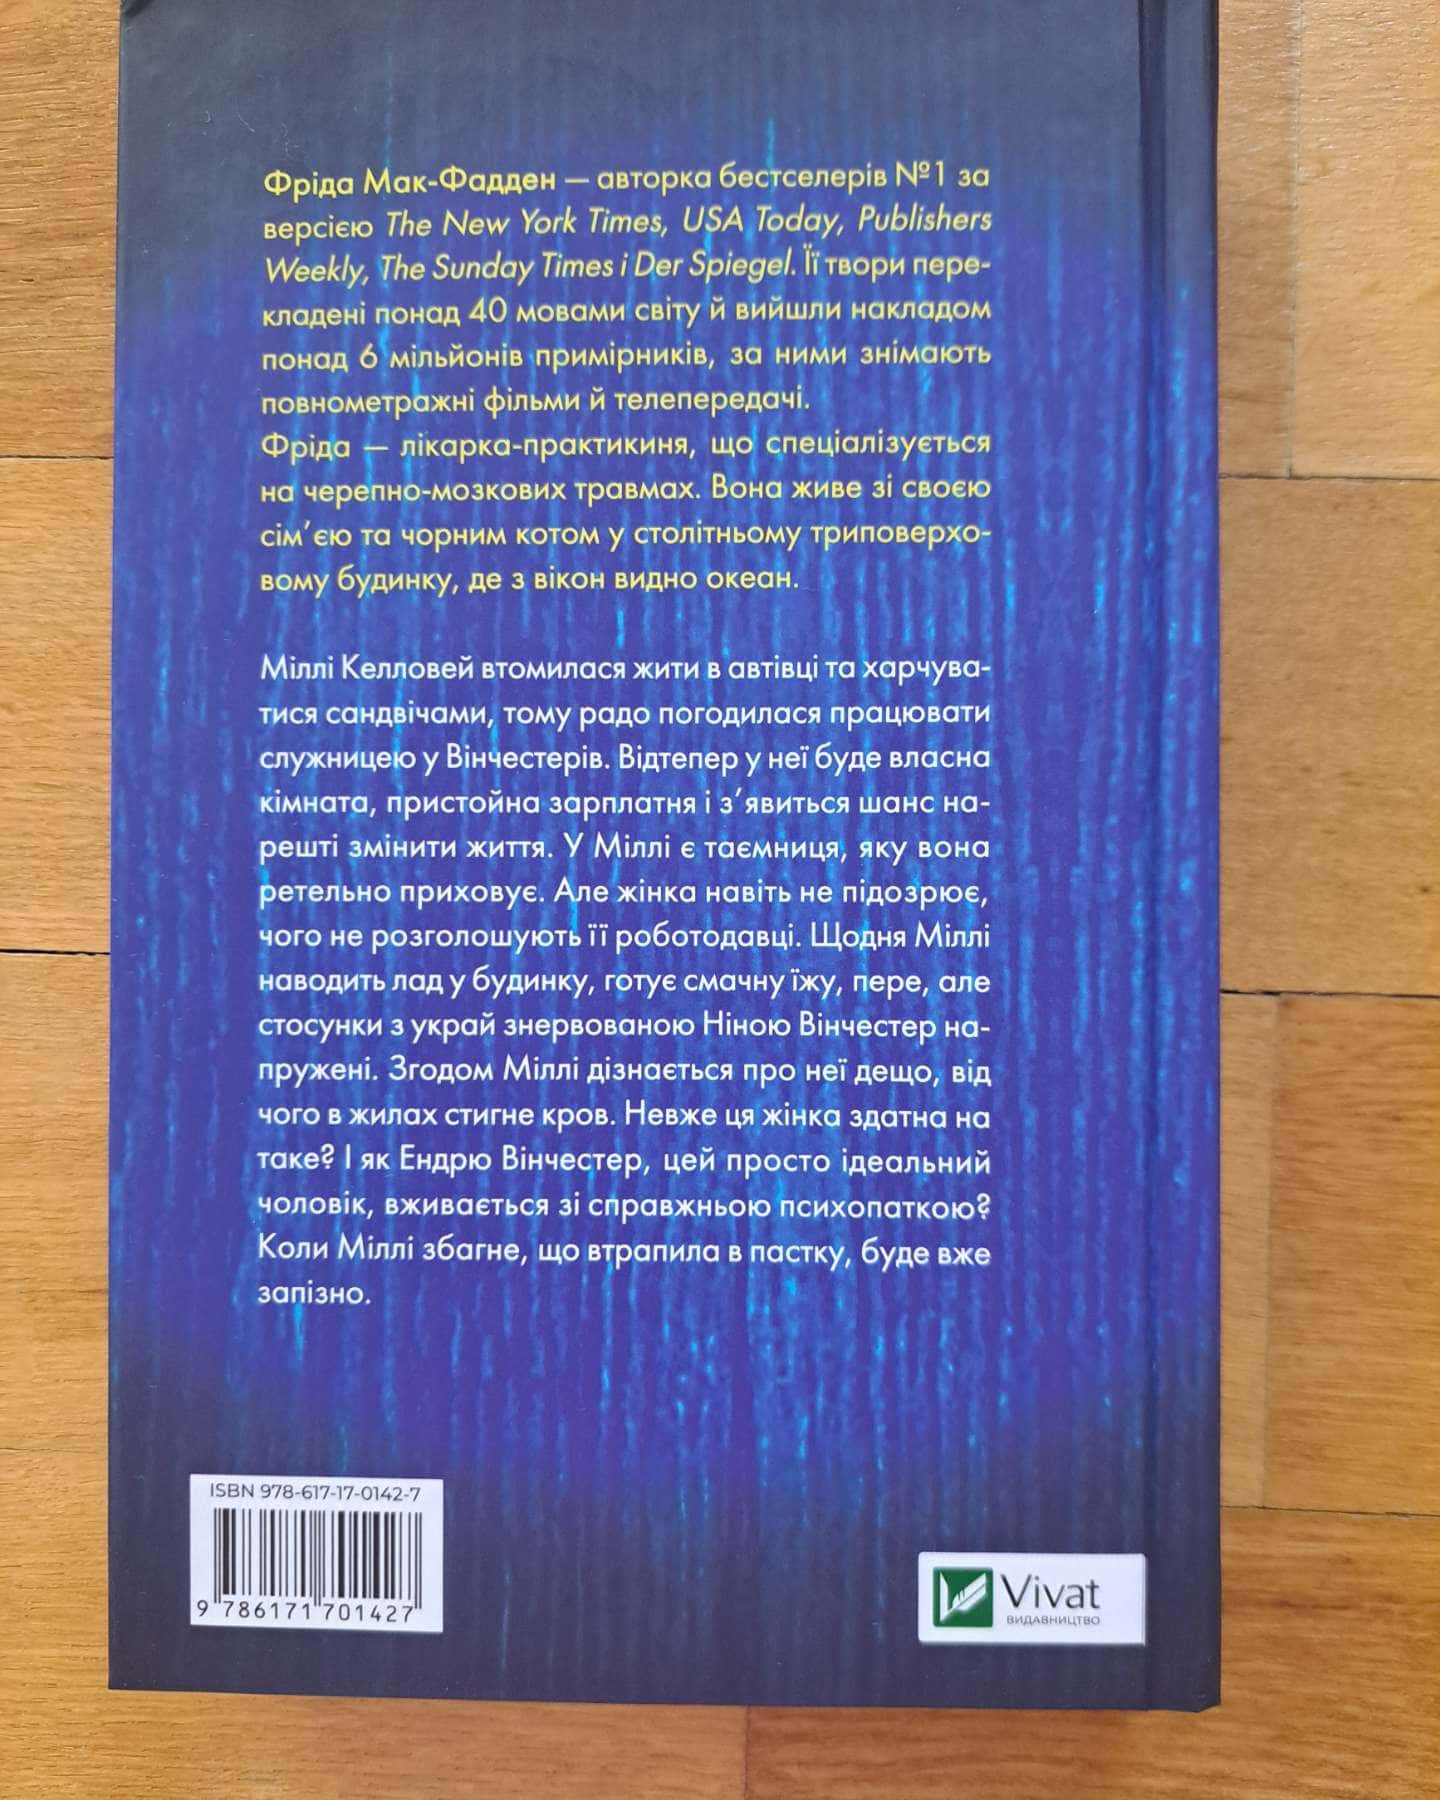 Фріда Мак-Фадден — авторка бестселерів №1 за
версією The New York Times, USA Today, Publishers
Weekly, The Sunday Times і Der Spiegel. Її твори пере-
кладені понад 40 мовами світу й вийшли накладом
понад 6 мільйонів примірників, за ними знімають
повнометражні фільми й телепередачі.
Фріда — лікарка-практикиня, що спеціалізується
на черепно-мозкових травмах. Вона живе зі своєю
сім’єю та чорним котом у столітньому триповерхо-
вому будинку, де з вікон видно океан.
Міллі Келловей втомилася жити в автівці та харчува-
тися сандвічами, тому радо погодилася працювати
служницею у Вінчестерів. Відтепер у неї буде власна
кімната, пристойна зарплатня і з’явиться шанс на-
решті змінити життя. У Міллі є таємниця, яку вона
ретельно приховує. Але жінка навіть не підозрює,
чого не розголошують її роботодавці. Щодня Міллі
наводить лад у будинку, готує смачну їжу, пере, але
стосунки з украй знервованою Ніною Вінчестер на-
пружені. Згодом Міллі дізнається про неї дещо, від
чого в жилах стигне кров. Невже ця жінка здатна на
таке? І як Ендрю Вінчестер, цей просто ідеальний
чоловік, вживається зі справжньою психопаткою?
Коли Міллі збагне, що втрапила в пастку, буде вже
запізно.
ISBN 978-617-17-0142-7
9 786171 701427
Vivat
ВИДАВНИЦТВО